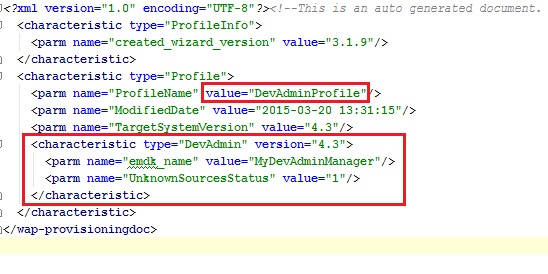 <?xml version="1.0" encoding="UTF-8"?><!--This is an auto generated document.
<characteristic type="ProfileInfo">
<parm name="created_wizard_version" value="3.1.9"/>
</characteristic>
<characteristic type="Profile">
<parm name="ProfileName" value="DevAdminProfile"/>
<parm name="ModifiedDate" value="2015-03-20 13:31:15"/>
<parm name="TargetSystemVersion" value="4.3"/>
<characteristic type="DevAdmin" version="4.3">
<parm name="emdk_name" value="MyDevAdminManager"/>
<parm name="UnknownSourcesStatus" value="1"/>
</characteristic>
</characteristic>
</wap-provisioningdoc>